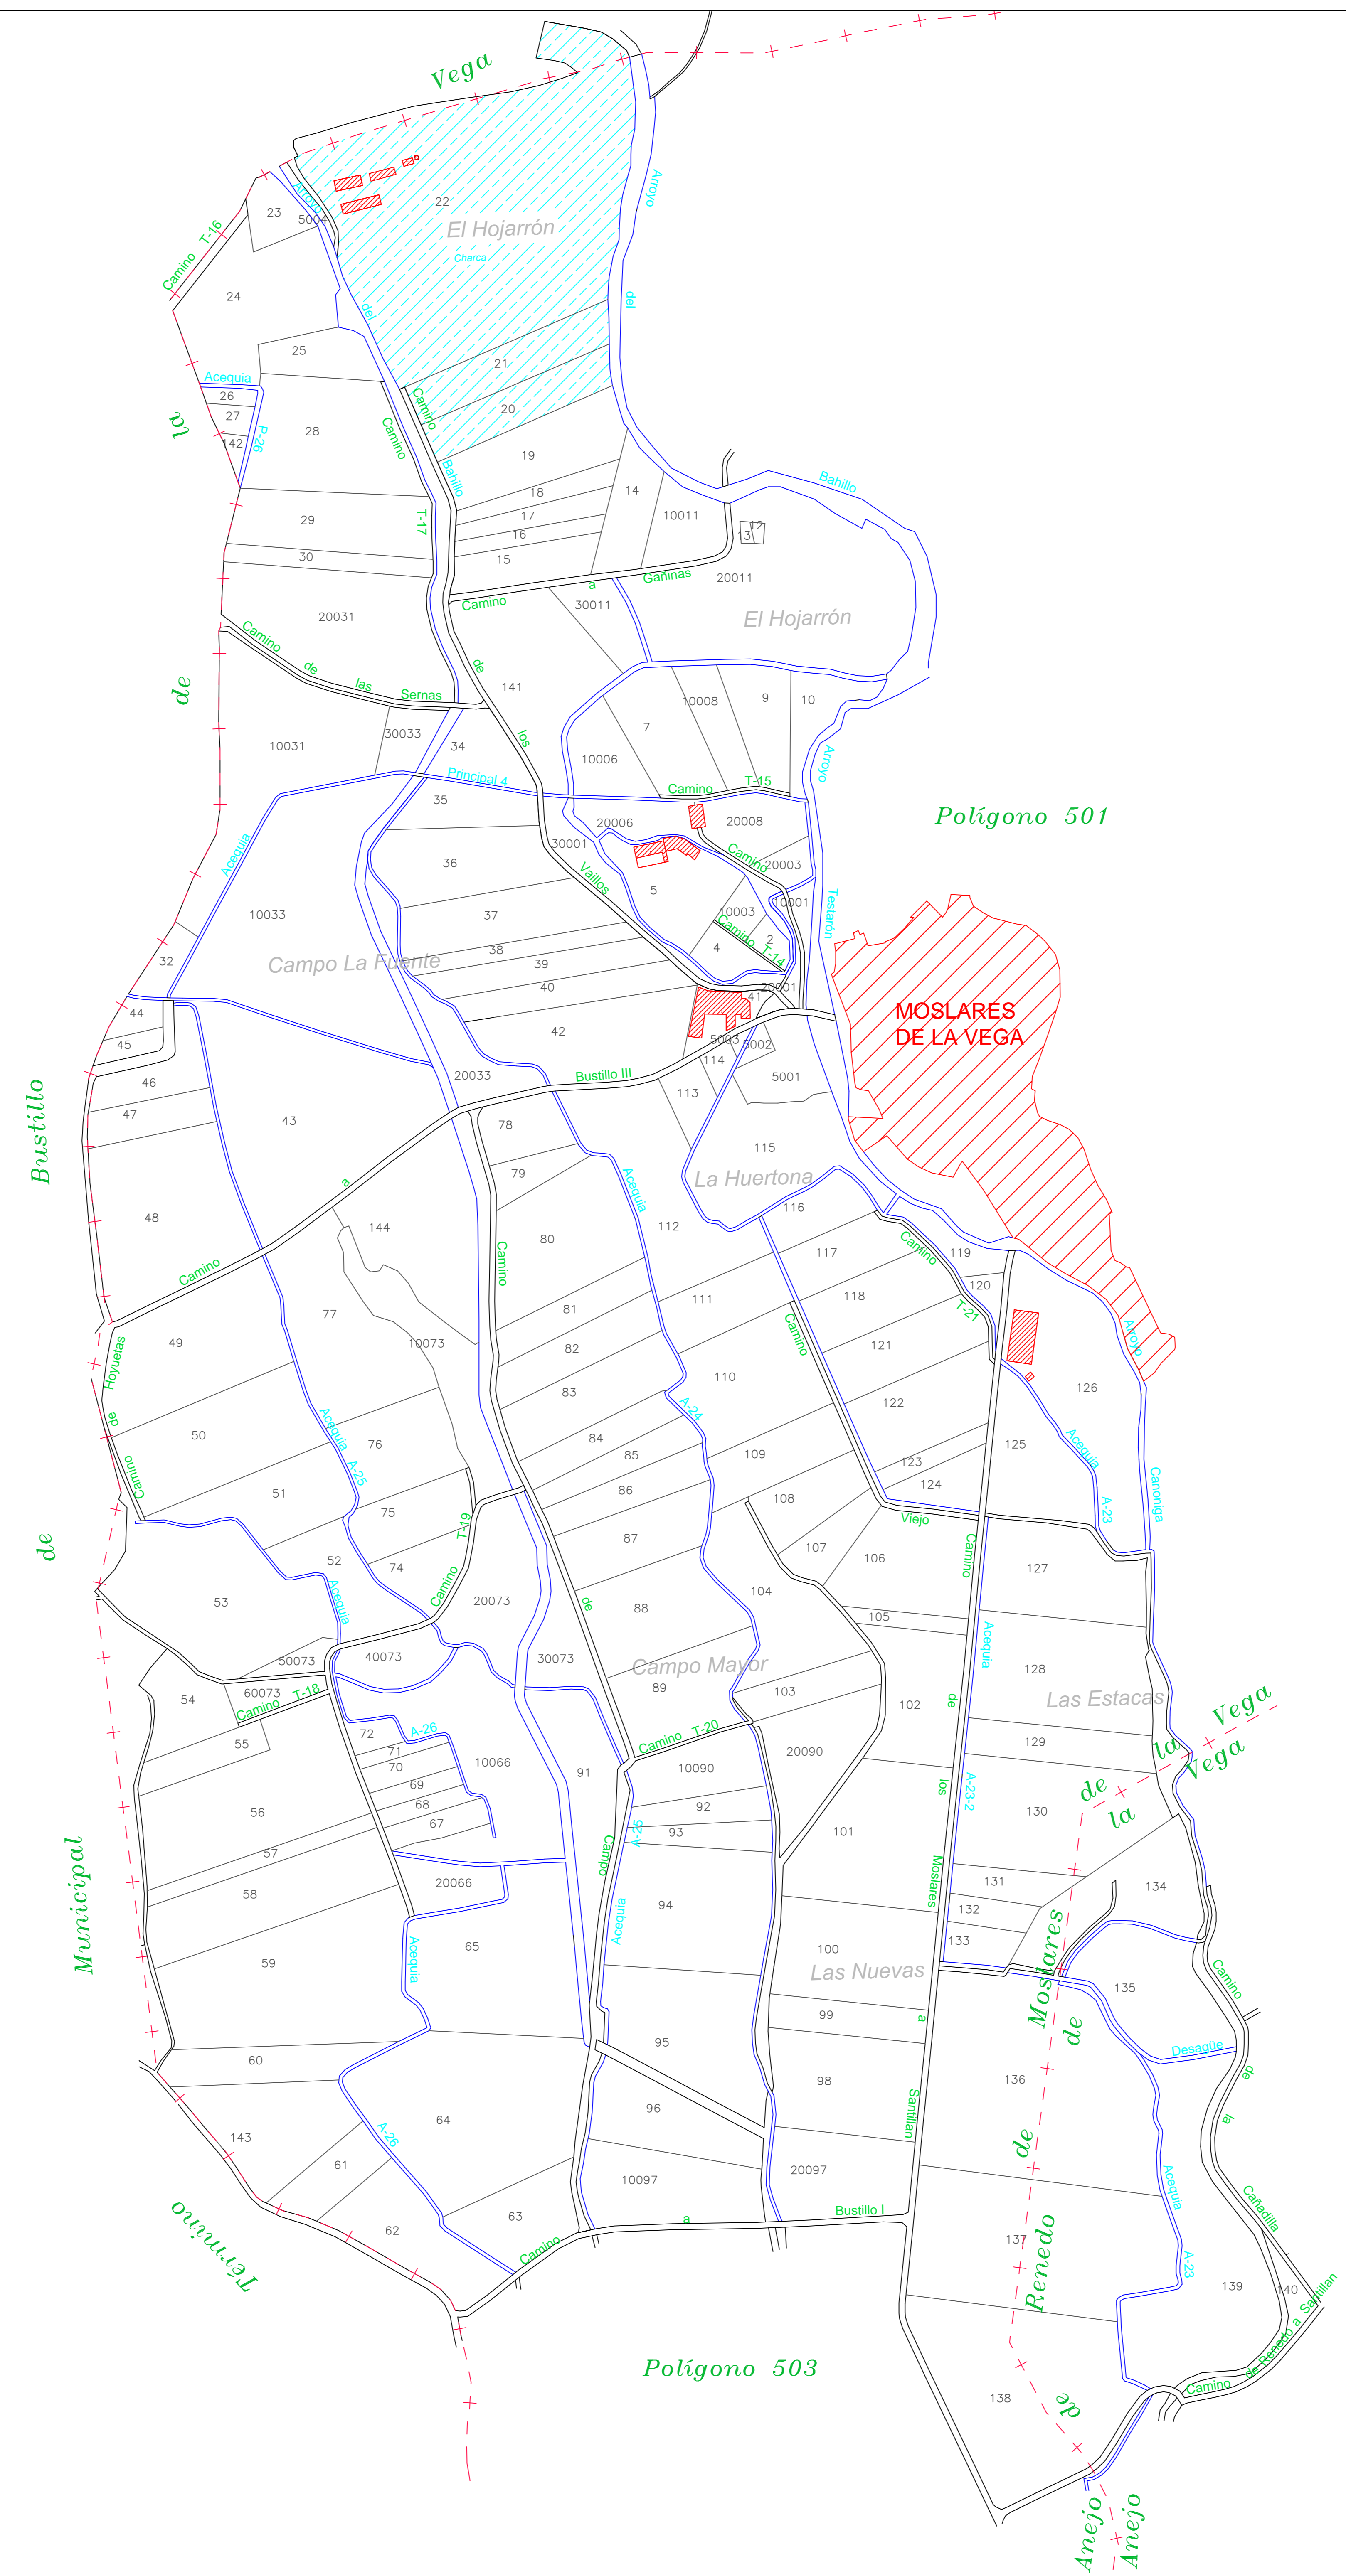 Vega
Arroyo
22
El Hojarrón
Charca
23
5004
Arroyo
Camino T-16
24
del
del
25
21
Acequia
26
27
142
28
Camino
Camino
20
la
P-26
19
Bahillo
Bahillo
18
14
17
10011
12
16
13
29
T-17
15
30
Gañinas
20011
a
Camino
30011
El Hojarrón
20031
Camino
de
las
Sernas
de
141
10008
9
10
de
7
30033
34
los
10031
10006
Arroyo
Principal 4
Camino
T-15
35
Polígono 501
20006
20008
30001
Camino
20003
Acequia
36
Vaillos
5
10001
Testarón
10033
37
10003
Camino T-14
2
4
38
39
Campo La Fuente
32
40
20001
41
MOSLARES
DE LA VEGA
44
42
5003
5002
45
114
20033
Bustillo III
5001
46
113
47
43
78
115
Bustillo
79
Acequia
La Huertona
a
48
144
112
116
80
Camino
117
Camino
119
Camino
120
111
118
81
T-21
77
82
Camino
121
49
10073
Hoyuetas
110
83
Arroyo
126
A-24
122
de
50
76
84
Acequia
125
85
109
Acequia A-25
123
Camino
86
124
51
108
Canoniga
75
A-23
Viejo
87
T-19
107
Camino
de
106
52
74
127
104
Camino
53
Acequia
20073
88
de
105
Acequia
50073
40073
30073
Campo Mayor
128
60073
T-18
89
103
54
Camino
102
Las Estacas
de
Vega
72
A-26
Camino
T-20
55
71
10066
20090
129
la
Vega
70
91
10090
69
los
A-23-2
de
56
68
92
la
130
67
93
A-25
57
Campo
101
Municipal
58
20066
Moslares
131
134
94
132
Acequia
65
133
Acequia
59
100
Las Nuevas
Moslares
135
Camino
99
a
de
95
60
Desagüe
98
136
de
64
96
Santillan
143
A-26
la
de
61
10097
20097
Acequia
Cañadilla
Término
62
63
a
Bustillo I
Camino
137
Renedo
A-23
139
140
Polígono 503
Camino
de Renedo a Santillan
138
de
Anejo
Anejo